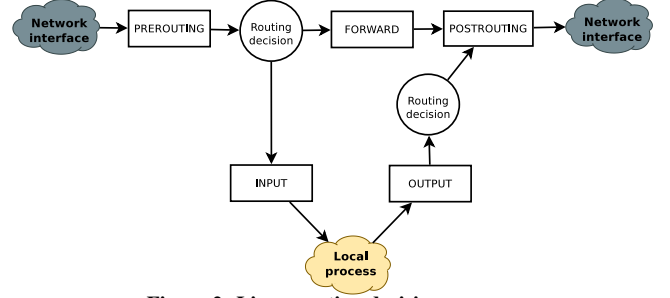 Network
interface
PREROUTING
Routing
decision
FORWARD
POSTROUTING
Network
interface
Routing
decision
INPUT
OUTPUT
Local
process